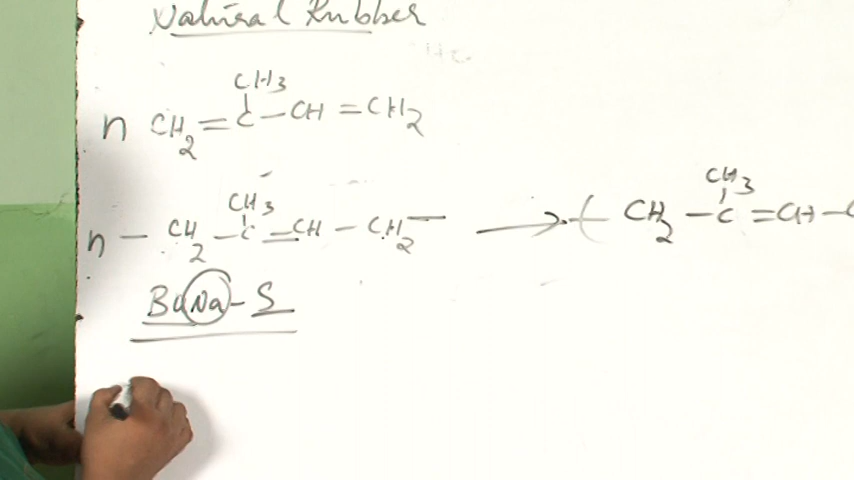 Natural Rubber
CH3
n CH2 = C - CH = CH2
CH3
CH3
n - CH2 - C = CH - CH2 - → ( CH2 - C = CH - C
BuNa - S